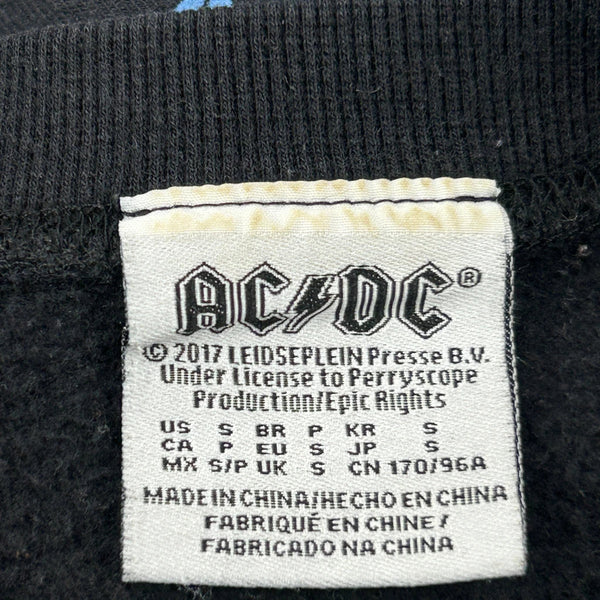 AC⚡DC®
© 2017 LEIDSEPLEIN Presse B.V.
Under License to Perryscope
Production/Epic Rights
US S BR P KR S
CA P EU S JP S
MX S/P UK S CN 170/96A
MADE IN CHINA/HECHO EN CHINA
FABRIQUÉ EN CHINE/
FABRICADO NA CHINA